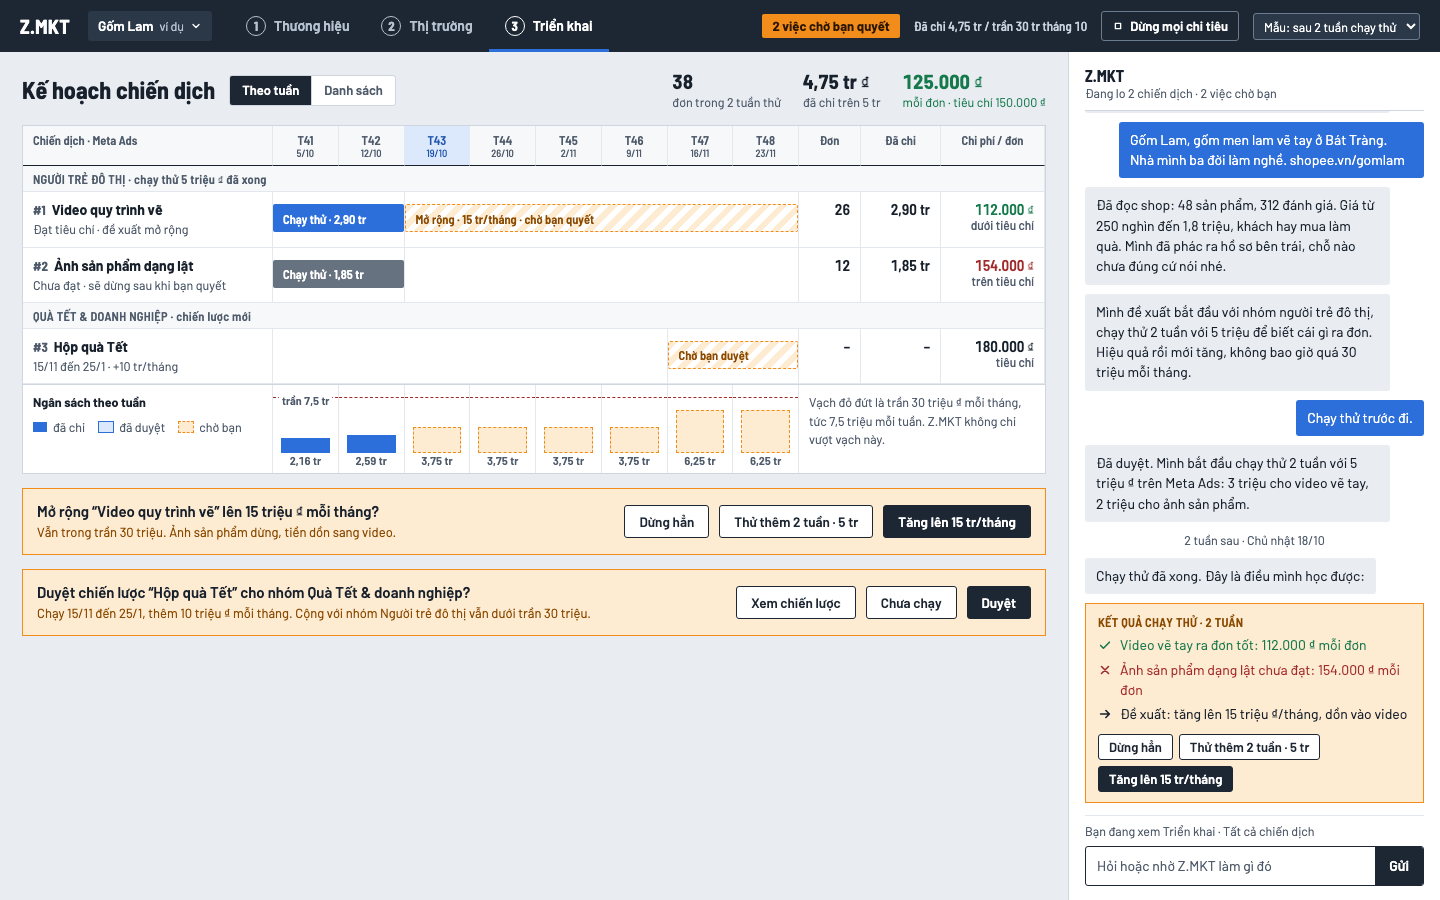 Z.MKT
Gốm Lam ví dụ
1 Thương hiệu
2 Thị trường
3 Triển khai
2 việc chờ bạn quyết
Đã chi 4,75 tr / trần 30 tr tháng 10
Dừng mọi chi tiêu
Mẫu: sau 2 tuần chạy thử
Kế hoạch chiến dịch
Theo tuần
Danh sách
38
đơn trong 2 tuần thử
4,75 tr ₫
đã chi trên 5 tr
125.000 ₫
mỗi đơn · tiêu chí 150.000 ₫
Chiến dịch · Meta Ads
T41
5/10
T42
12/10
T43
19/10
T44
26/10
T45
2/11
T46
9/11
T47
16/11
T48
23/11
Đơn
Đã chi
Chi phí / đơn
NGƯỜI TRẺ ĐÔ THỊ · chạy thử 5 triệu ₫ đã xong
#1 Video quy trình vẽ
Đạt tiêu chí · đề xuất mở rộng
Chạy thử · 2,90 tr
Mở rộng · 15 tr/tháng · chờ bạn quyết
26
2,90 tr
112.000 ₫
dưới tiêu chí
#2 Ảnh sản phẩm dạng lật
Chưa đạt · sẽ dừng sau khi bạn quyết
Chạy thử · 1,85 tr
12
1,85 tr
154.000 ₫
trên tiêu chí
QUÀ TẾT & DOANH NGHIỆP · chiến lược mới
#3 Hộp quà Tết
15/11 đến 25/1 · +10 tr/tháng
Chờ bạn duyệt
–
–
180.000 ₫
tiêu chí
Ngân sách theo tuần
đã chi
đã duyệt
chờ bạn
trần 7,5 tr
2,16 tr
2,59 tr
3,75 tr
3,75 tr
3,75 tr
3,75 tr
6,25 tr
6,25 tr
Vạch đỏ đứt là trần 30 triệu ₫ mỗi tháng,
tức 7,5 triệu mỗi tuần. Z.MKT không chi
vượt vạch này.
Mở rộng “Video quy trình vẽ” lên 15 triệu ₫ mỗi tháng?
Vẫn trong trần 30 triệu. Ảnh sản phẩm dừng, tiền dồn sang video.
Dừng hẳn
Thử thêm 2 tuần · 5 tr
Tăng lên 15 tr/tháng
Duyệt chiến lược “Hộp quà Tết” cho nhóm Quà Tết & doanh nghiệp?
Chạy 15/11 đến 25/1, thêm 10 triệu ₫ mỗi tháng. Cộng với nhóm Người trẻ đô thị vẫn dưới trần 30 triệu.
Xem chiến lược
Chưa chạy
Duyệt
Z.MKT
Đang lo 2 chiến dịch · 2 việc chờ bạn
Gốm Lam, gốm men lam vẽ tay ở Bát Tràng.
Nhà mình ba đời làm nghề. shopee.vn/gomlam
Đã đọc shop: 48 sản phẩm, 312 đánh giá. Giá từ
250 nghìn đến 1,8 triệu, khách hay mua làm
quà. Mình đã phác ra hồ sơ bên trái, chỗ nào
chưa đúng cứ nói nhé.
Mình đề xuất bắt đầu với nhóm người trẻ đô thị,
chạy thử 2 tuần với 5 triệu để biết cái gì ra đơn.
Hiệu quả rồi mới tăng, không bao giờ quá 30
triệu mỗi tháng.
Chạy thử trước đi.
Đã duyệt. Mình bắt đầu chạy thử 2 tuần với 5
triệu ₫ trên Meta Ads: 3 triệu cho video vẽ tay,
2 triệu cho ảnh sản phẩm.
2 tuần sau · Chủ nhật 18/10
Chạy thử đã xong. Đây là điều mình học được:
KẾT QUẢ CHẠY THỬ · 2 TUẦN
Video vẽ tay ra đơn tốt: 112.000 ₫ mỗi đơn
Ảnh sản phẩm dạng lật chưa đạt: 154.000 ₫ mỗi
đơn
Đề xuất: tăng lên 15 triệu ₫/tháng, dồn vào video
Dừng hẳn
Thử thêm 2 tuần · 5 tr
Tăng lên 15 tr/tháng
Bạn đang xem Triển khai · Tất cả chiến dịch
Hỏi hoặc nhờ Z.MKT làm gì đó
Gửi